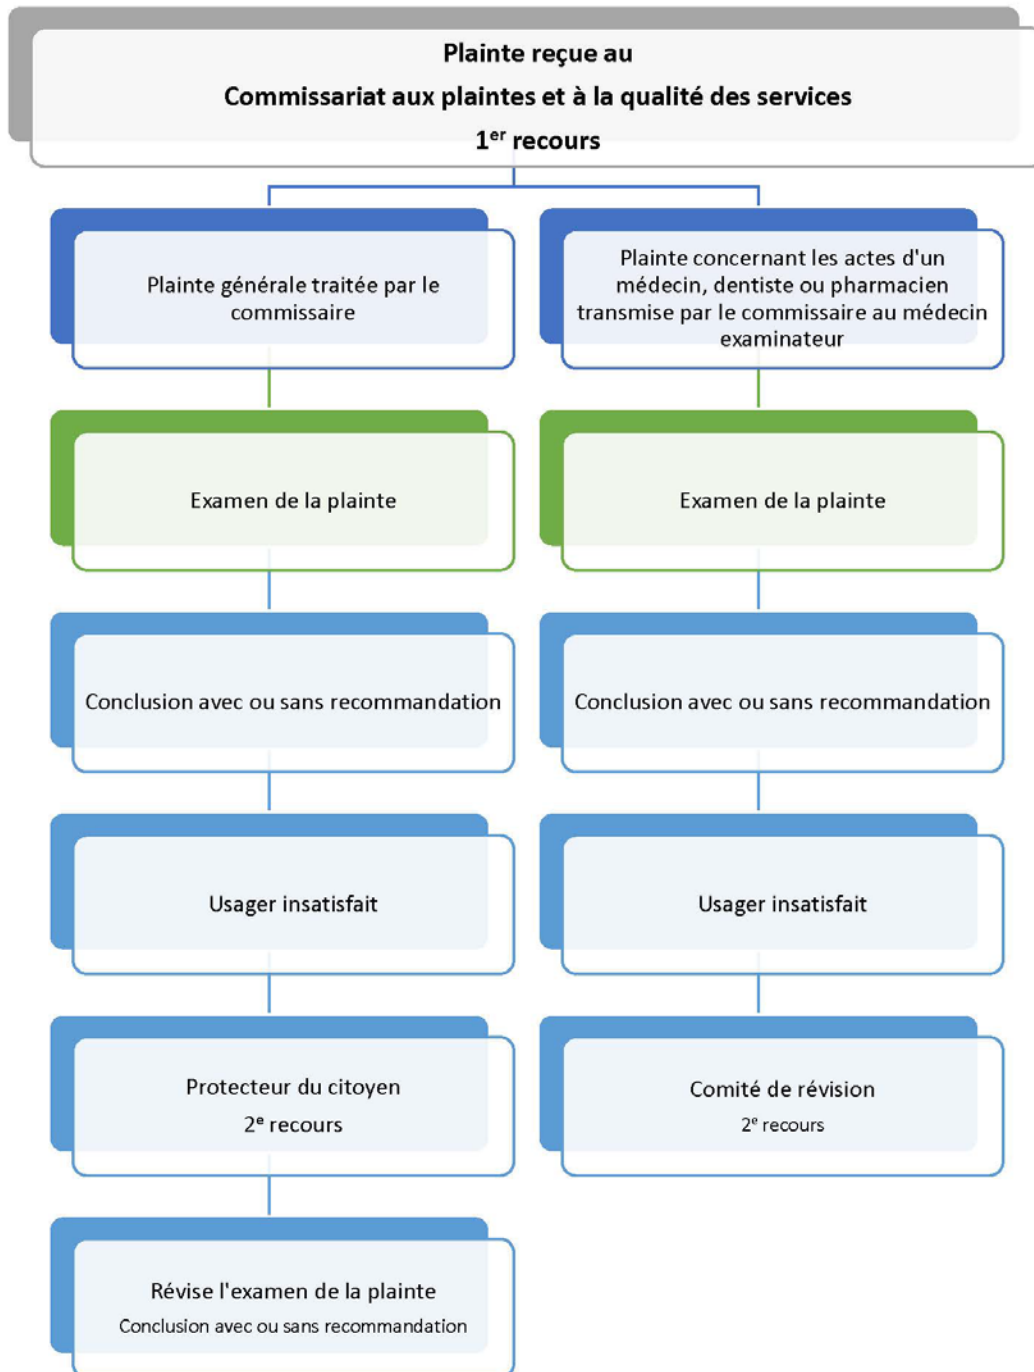 Plainte reçue au
Commissariat aux plaintes et à la qualité des services
1er recours
Plainte générale traitée par le
commissaire
Plainte concernant les actes d'un
médecin, dentiste ou pharmacien
transmise par le commissaire au médecin
examinateur
Examen de la plainte
Examen de la plainte
Conclusion avec ou sans recommandation
Conclusion avec ou sans recommandation
Usager insatisfait
Usager insatisfait
Protecteur du citoyen
2e recours
Comité de révision
2e recours
Révise l'examen de la plainte
Conclusion avec ou sans recommandation